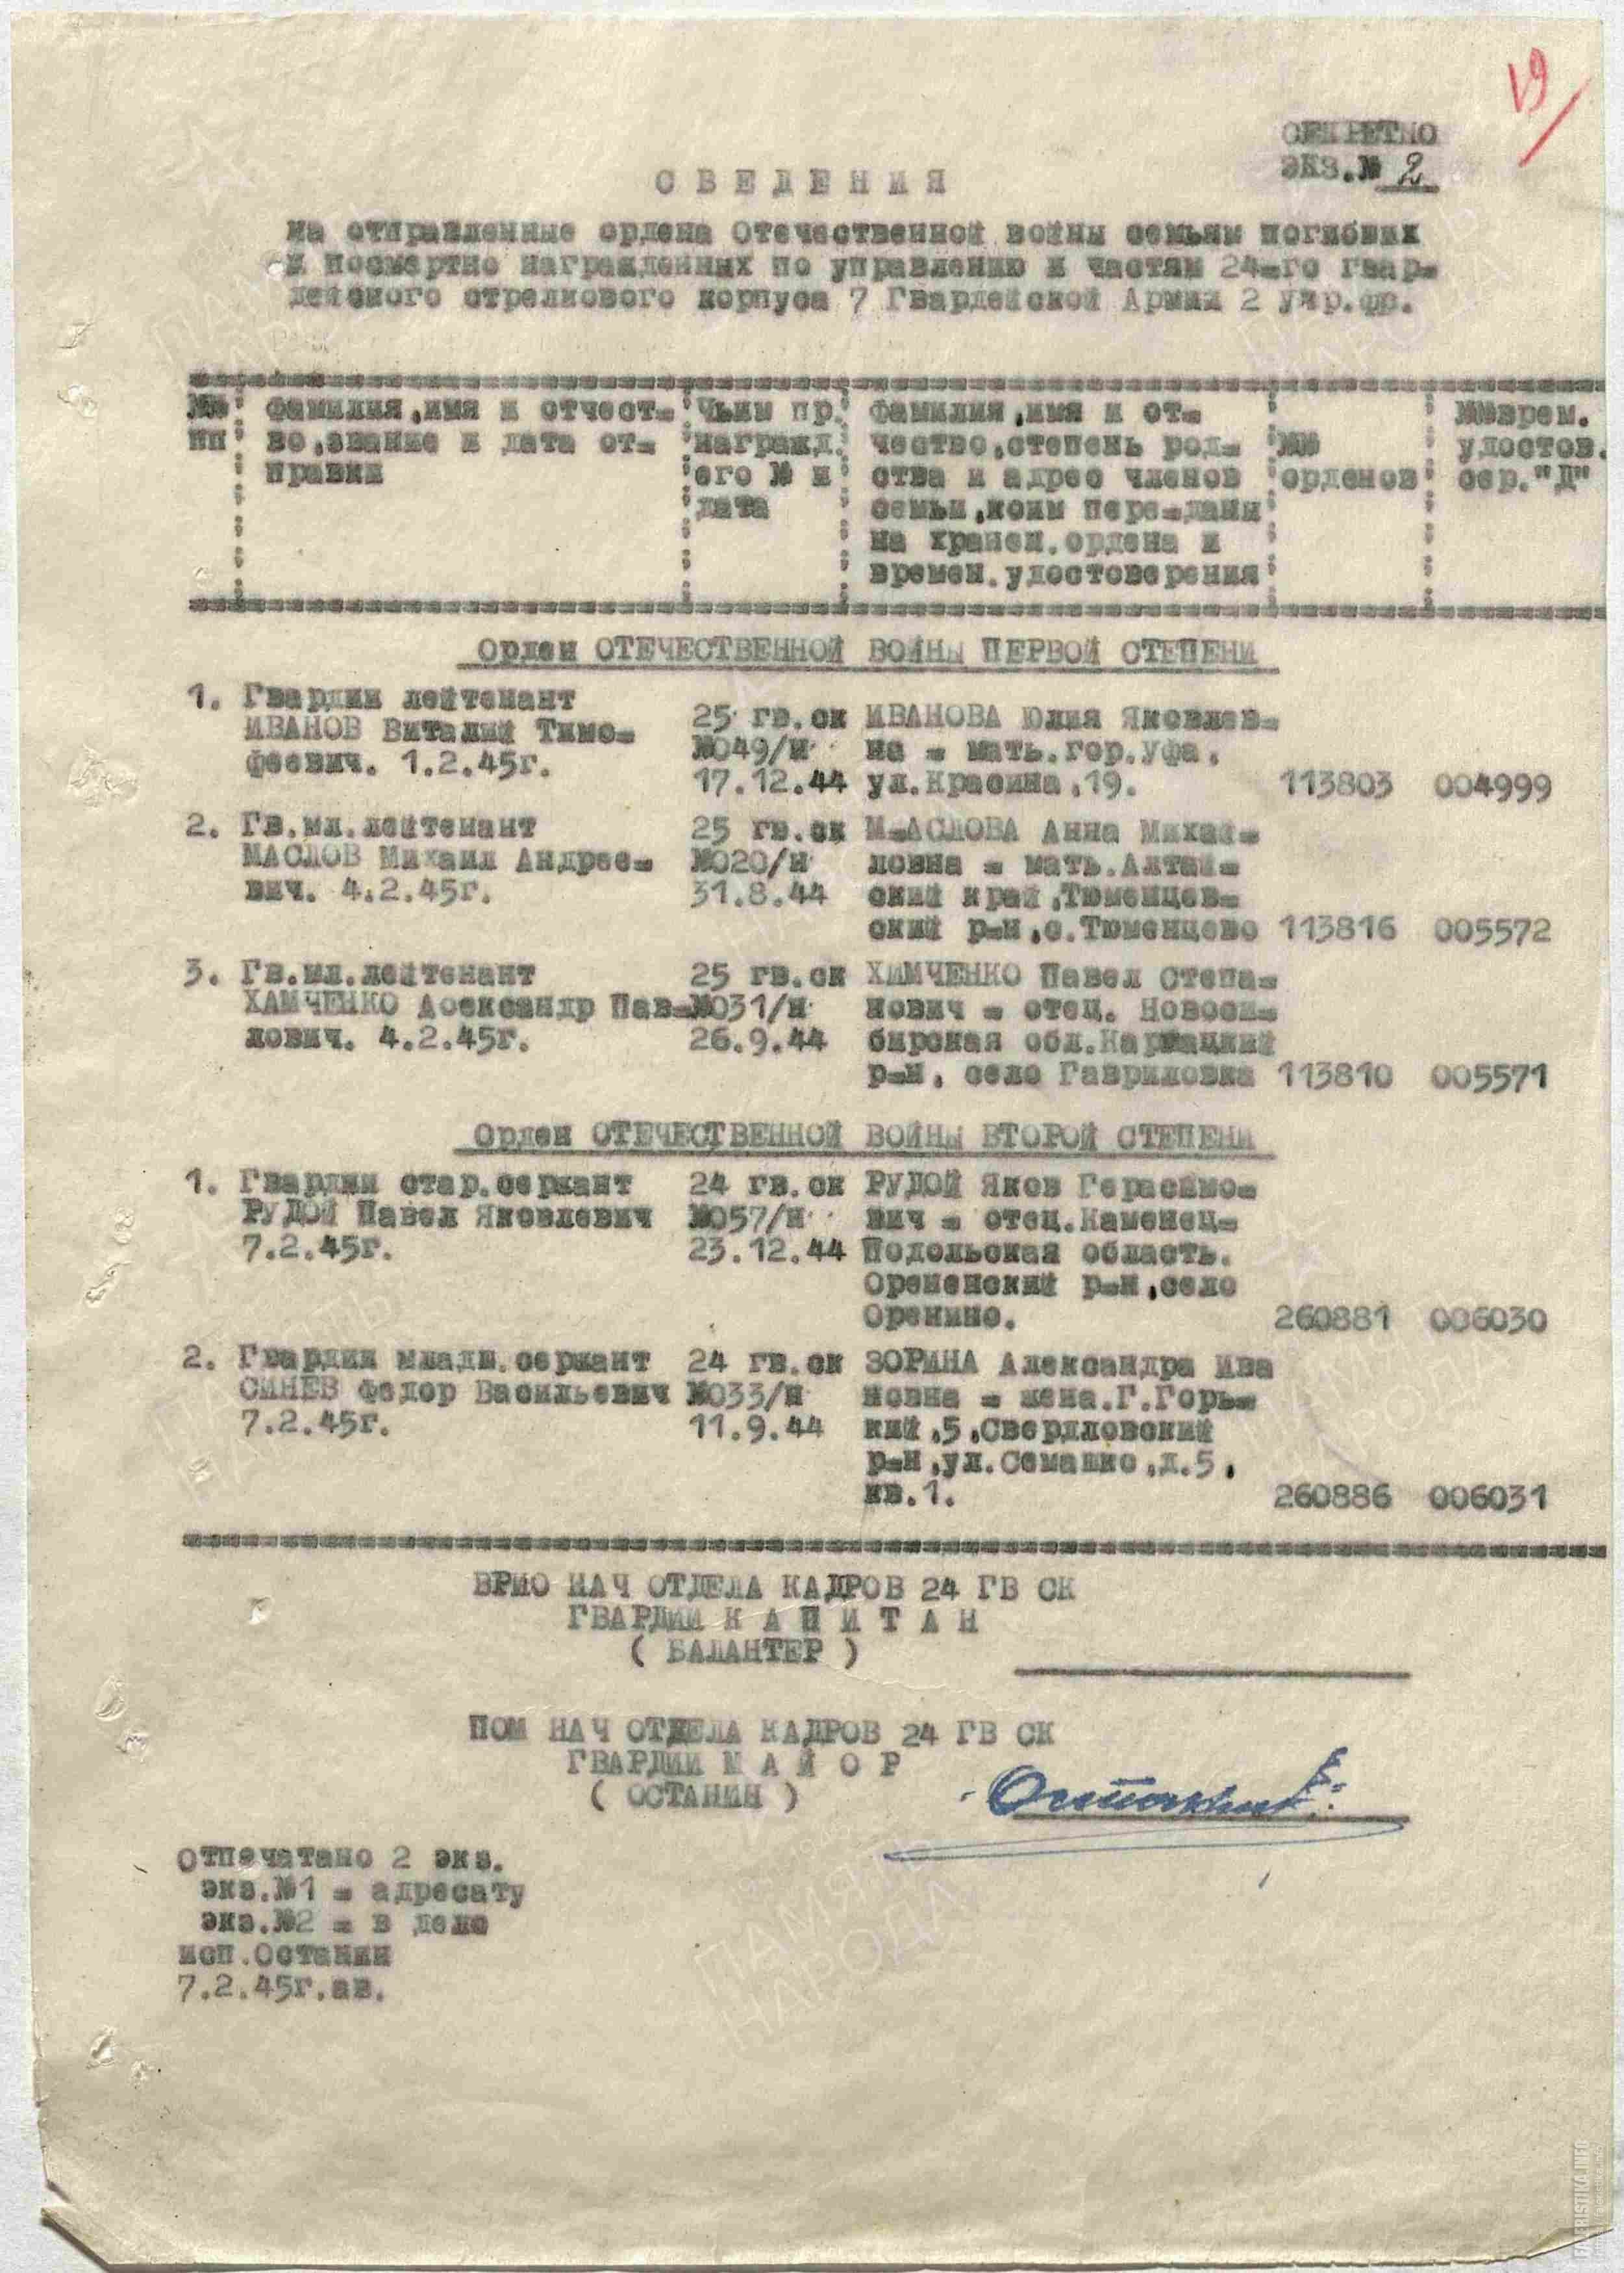 19
СЕКРЕТНО
ЭКЗ.№ 2
С В Е Д Е Н И Я
на отправленные ордена Отечественной войны семьям погибших
и посмертно награжденных по управлению и частям 24-го гвар-
дейского стрелкового корпуса 7 Гвардейской Армии 2 укр.фр.
№№ пп
Фамилия,имя и отчест-
во,звание и дата от-
правки
Чьим пр.
награжд.
его № и
дата
Фамилия,имя и от-
чество,степень род-
ства и адрес членов
семьи,коим пере-даны
на хранен.ордена и
времен.удостоверения
№№
орденов
№№врем.
удостов.
сер."Д"
Орден ОТЕЧЕСТВЕННОЙ ВОЙНЫ ПЕРВОЙ СТЕПЕНИ
1. Гвардии лейтенант
ИВАНОВ Виталий Тимо-
феевич. 1.2.45г.
25 гв.ск
№049/н
17.12.44
ИВАНОВА Юлия Яковлев-
на - мать.гор.Уфа,
ул.Красина,19.
113803 004999
2. Гв.мл.лейтенант
МАСЛОВ Михаил Андрее-
вич. 4.2.45г.
25 гв.ск
№020/н
31.8.44
М-АСЛОВА Анна Михай-
ловна - мать.Алтай-
ский край,Тюменцев-
ский р-н,с.Тюменцево
113816 005572
3. Гв.мл.лейтенант
ХАМЧЕНКО Аоександр Пав-
лович. 4.2.45г.
25 гв.ск
№031/н
26.9.44
ХИМЧЕНКО Павел Степа-
нович - отец. Новоси-
бирская обл.Каргацкий
р-н, село Гавриловка
113810 005571
Орден ОТЕЧЕСТВЕННОЙ ВОЙНЫ ВТОРОЙ СТЕПЕНИ
1. Гвардии стар.сержант
РУДОЙ Павел Яковлевич
7.2.45г.
24 гв.ск
№057/н
23.12.44
РУДОЙ Яков Герасимо-
вич - отец.Каменец-
Подольская область.
Орененский р-н,село
Оренино.
260881 006030
2. Гвардии младш.сержант
СИНЕВ Федор Васильевич
7.2.45г.
24 гв.ск
№033/н
11.9.44
ЗОРИНА Александра Ива
новна - жена.Г.Горь-
кий,5,Свердловский
р-н,ул.Семашко,д.5,
кв.1.
260886 006031
ВРИО НАЧ ОТДЕЛА КАДРОВ 24 ГВ СК
ГВАРДИИ К А П И Т А Н
( БАЛАНТЕР )
ПОМ НАЧ ОТДЕЛА КАДРОВ 24 ГВ СК
ГВАРДИИ М А Й О Р
( ОСТАНИН )
Останин
Отпечатано 2 экз.
экз.№1 - адресату
экз.№2 - в дело
исп.Останин
7.2.45г.ав.
ПАМЯТЬ
НАРОДА
FALERISTIKA.INFO